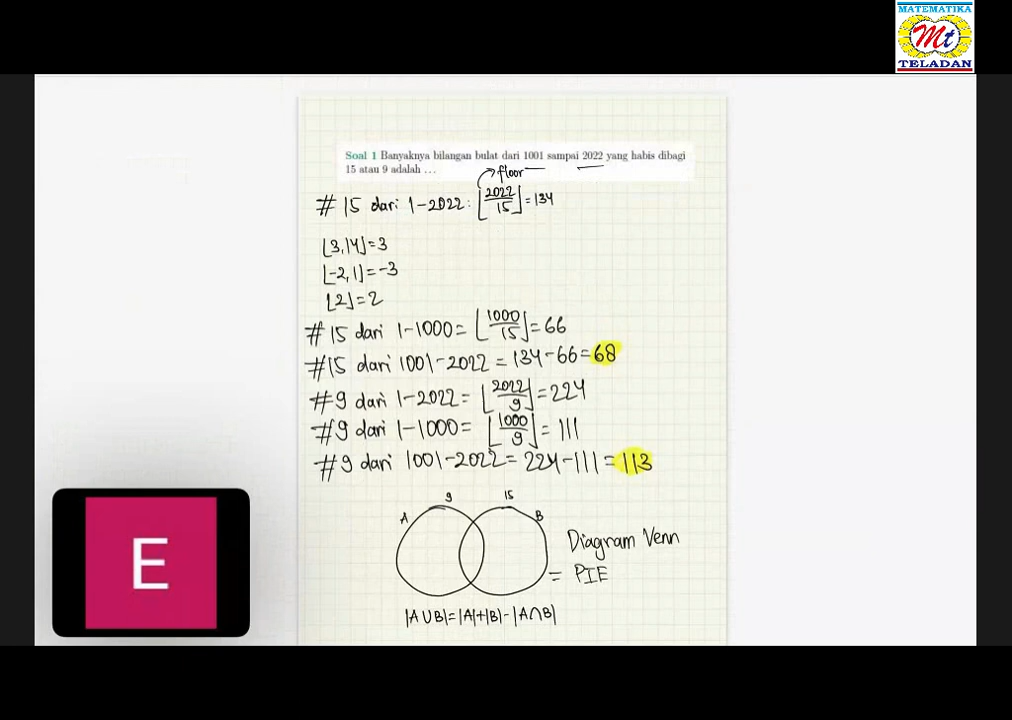 MATEMATIKA
Mt
TELADAN
Soal 1 Banyaknya bilangan bulat dari 1001 sampai 2022 yang habis dibagi
15 atau 9 adalah ...
floor
# 15 dari 1-2022: ⌊2022/15⌋=134
⌊3,14⌋=3
⌊-2,1⌋=-3
⌊2⌋=2
# 15 dari 1-1000= ⌊1000/15⌋=66
#15 dari 1001-2022 = 134-66=68
#9 dari 1-2022= ⌊2022/9⌋=224
#9 dari 1-1000= ⌊1000/9⌋= 111
#9 dari 1001-2022= 224-111=113
9 15
A B
Diagram Venn
= PIE
E
|A∪B|=|A|+|B|-|A∩B|